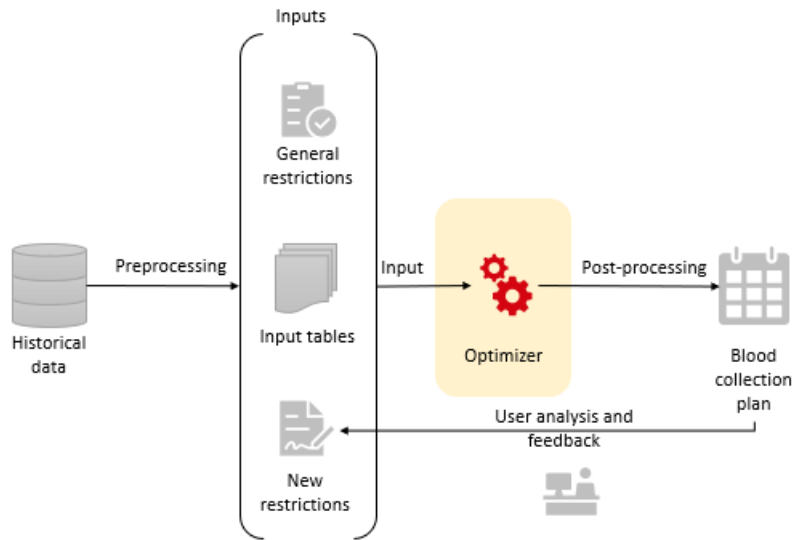 Inputs
General
restrictions
Preprocessing
Input
Post-processing
Historical
data
Input tables
Optimizer
Blood
collection
plan
User analysis and
feedback
New
restrictions